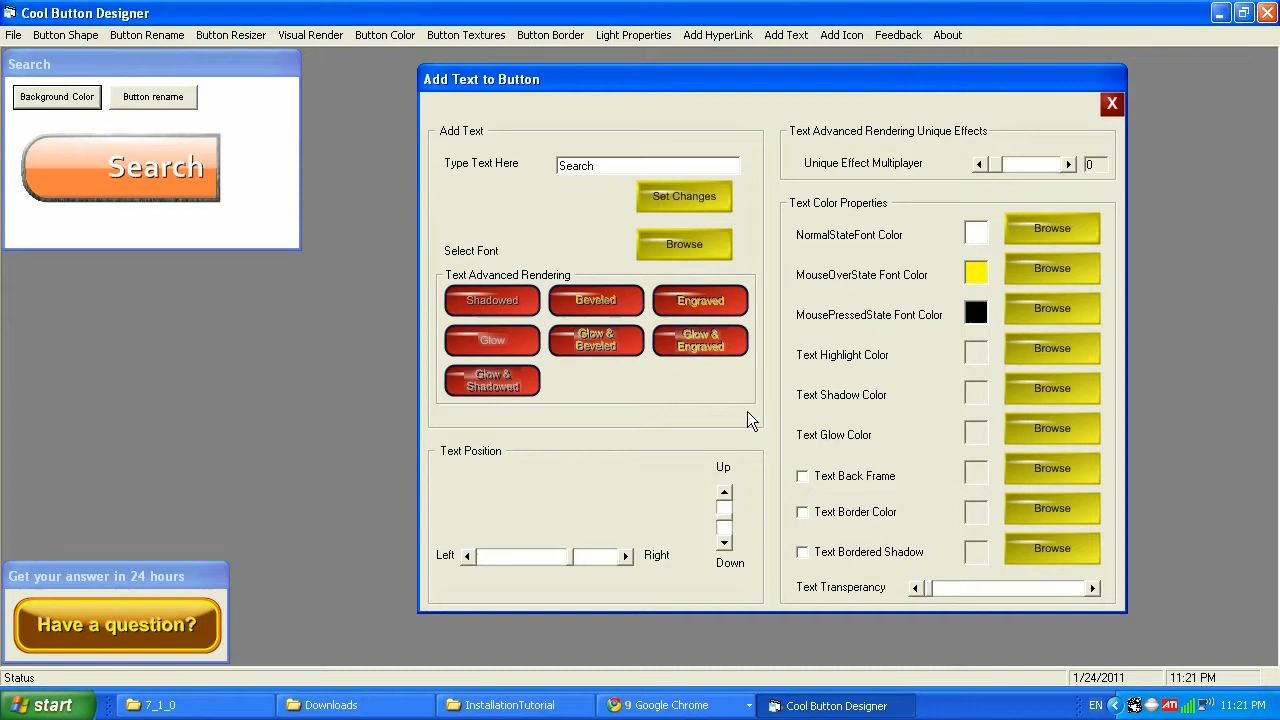 Cool Button Designer
File Button Shape Button Rename Button Resizer Visual Render Button Color Button Textures Button Border Light Properties Add HyperLink Add Text Add Icon Feedback About
Search
Background Color Button rename
Search
Add Text to Button
X
Add Text
Type Text Here Search
Set Changes
Select Font Browse
Text Advanced Rendering
Shadowed Beveled Engraved
Glow Glow & Beveled Glow & Engraved
Glow & Shadowed
Text Position
Up
Left Right
Down
Text Advanced Rendering Unique Effects
Unique Effect Multiplayer 0
Text Color Properties
NormalStateFont Color Browse
MouseOverState Font Color Browse
MousePressedState Font Color Browse
Text Highlight Color Browse
Text Shadow Color Browse
Text Glow Color Browse
Text Back Frame Browse
Text Border Color Browse
Text Bordered Shadow Browse
Text Transperancy
Get your answer in 24 hours
Have a question?
Status 1/24/2011 11:21 PM
start 7_1_0 Downloads InstallationTutorial 9 Google Chrome Cool Button Designer EN ATI 11:21 PM